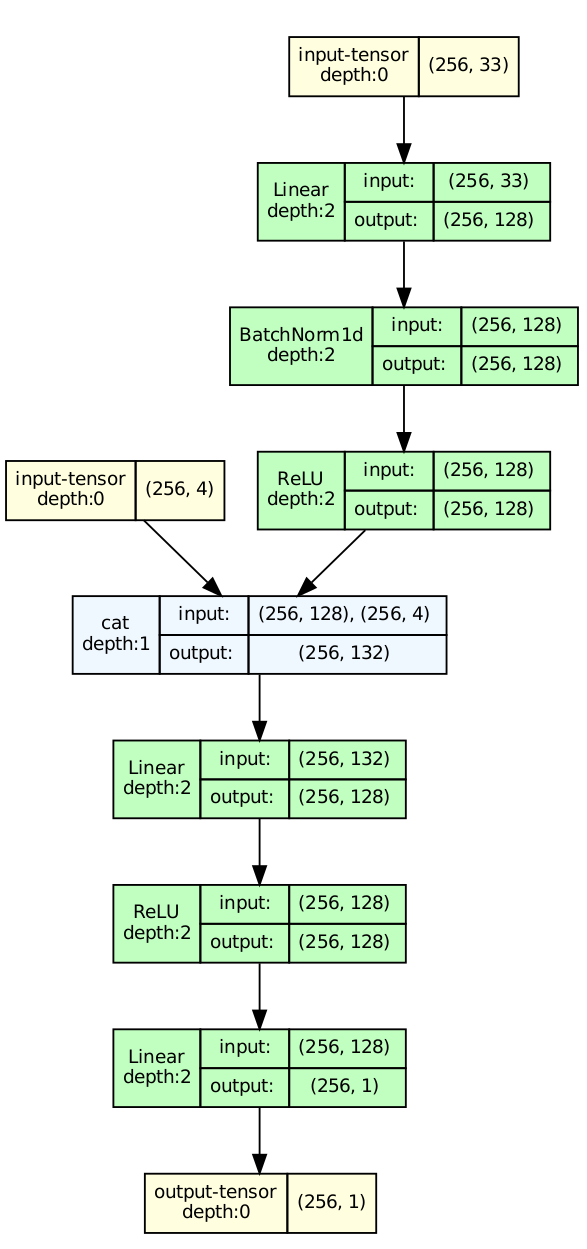 input-tensor
depth:0
(256, 33)
Linear
depth:2
input:
(256, 33)
output:
(256, 128)
BatchNorm1d
depth:2
input:
(256, 128)
output:
(256, 128)
ReLU
depth:2
input:
(256, 128)
output:
(256, 128)
input-tensor
depth:0
(256, 4)
cat
depth:1
input:
(256, 128), (256, 4)
output:
(256, 132)
Linear
depth:2
input:
(256, 132)
output:
(256, 128)
ReLU
depth:2
input:
(256, 128)
output:
(256, 128)
Linear
depth:2
input:
(256, 128)
output:
(256, 1)
output-tensor
depth:0
(256, 1)